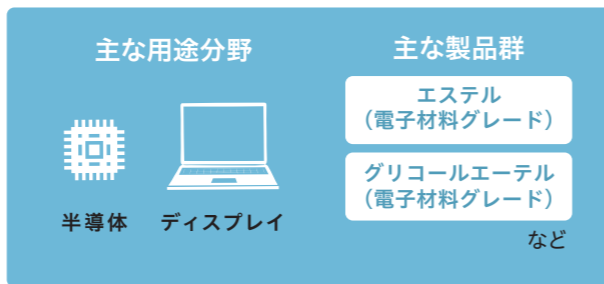 主な用途分野
半導体
ディスプレイ
主な製品群
エステル
（電子材料グレード）
グリコールエーテル
（電子材料グレード）
など